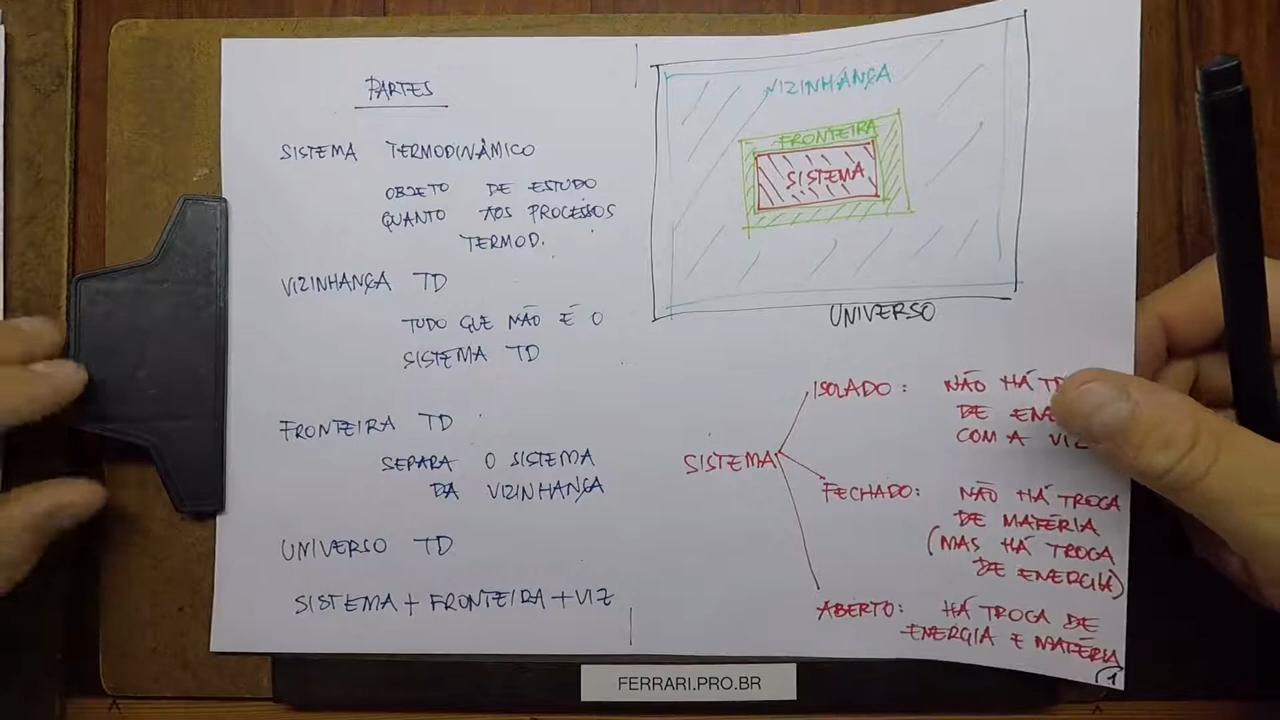 PARTES
SISTEMA TERMODINÂMICO
OBJETO DE ESTUDO
QUANTO AOS PROCESSOS
TERMOD.
VIZINHANÇA TD
TUDO QUE NÃO É O
SISTEMA TD
FRONTEIRA TD
SEPARA O SISTEMA
DA VIZINHANÇA
UNIVERSO TD
SISTEMA + FRONTEIRA + VIZ
VIZINHANÇA
FRONTEIRA
SISTEMA
UNIVERSO
SISTEMA
ISOLADO: NÃO HÁ
DE
COM A
FECHADO: NÃO HÁ TROCA
DE MATÉRIA
(MAS HÁ TROCA
DE ENERGIA)
ABERTO: HÁ TROCA DE
ENERGIA E MATÉRIA
1
FERRARI.PRO.BR